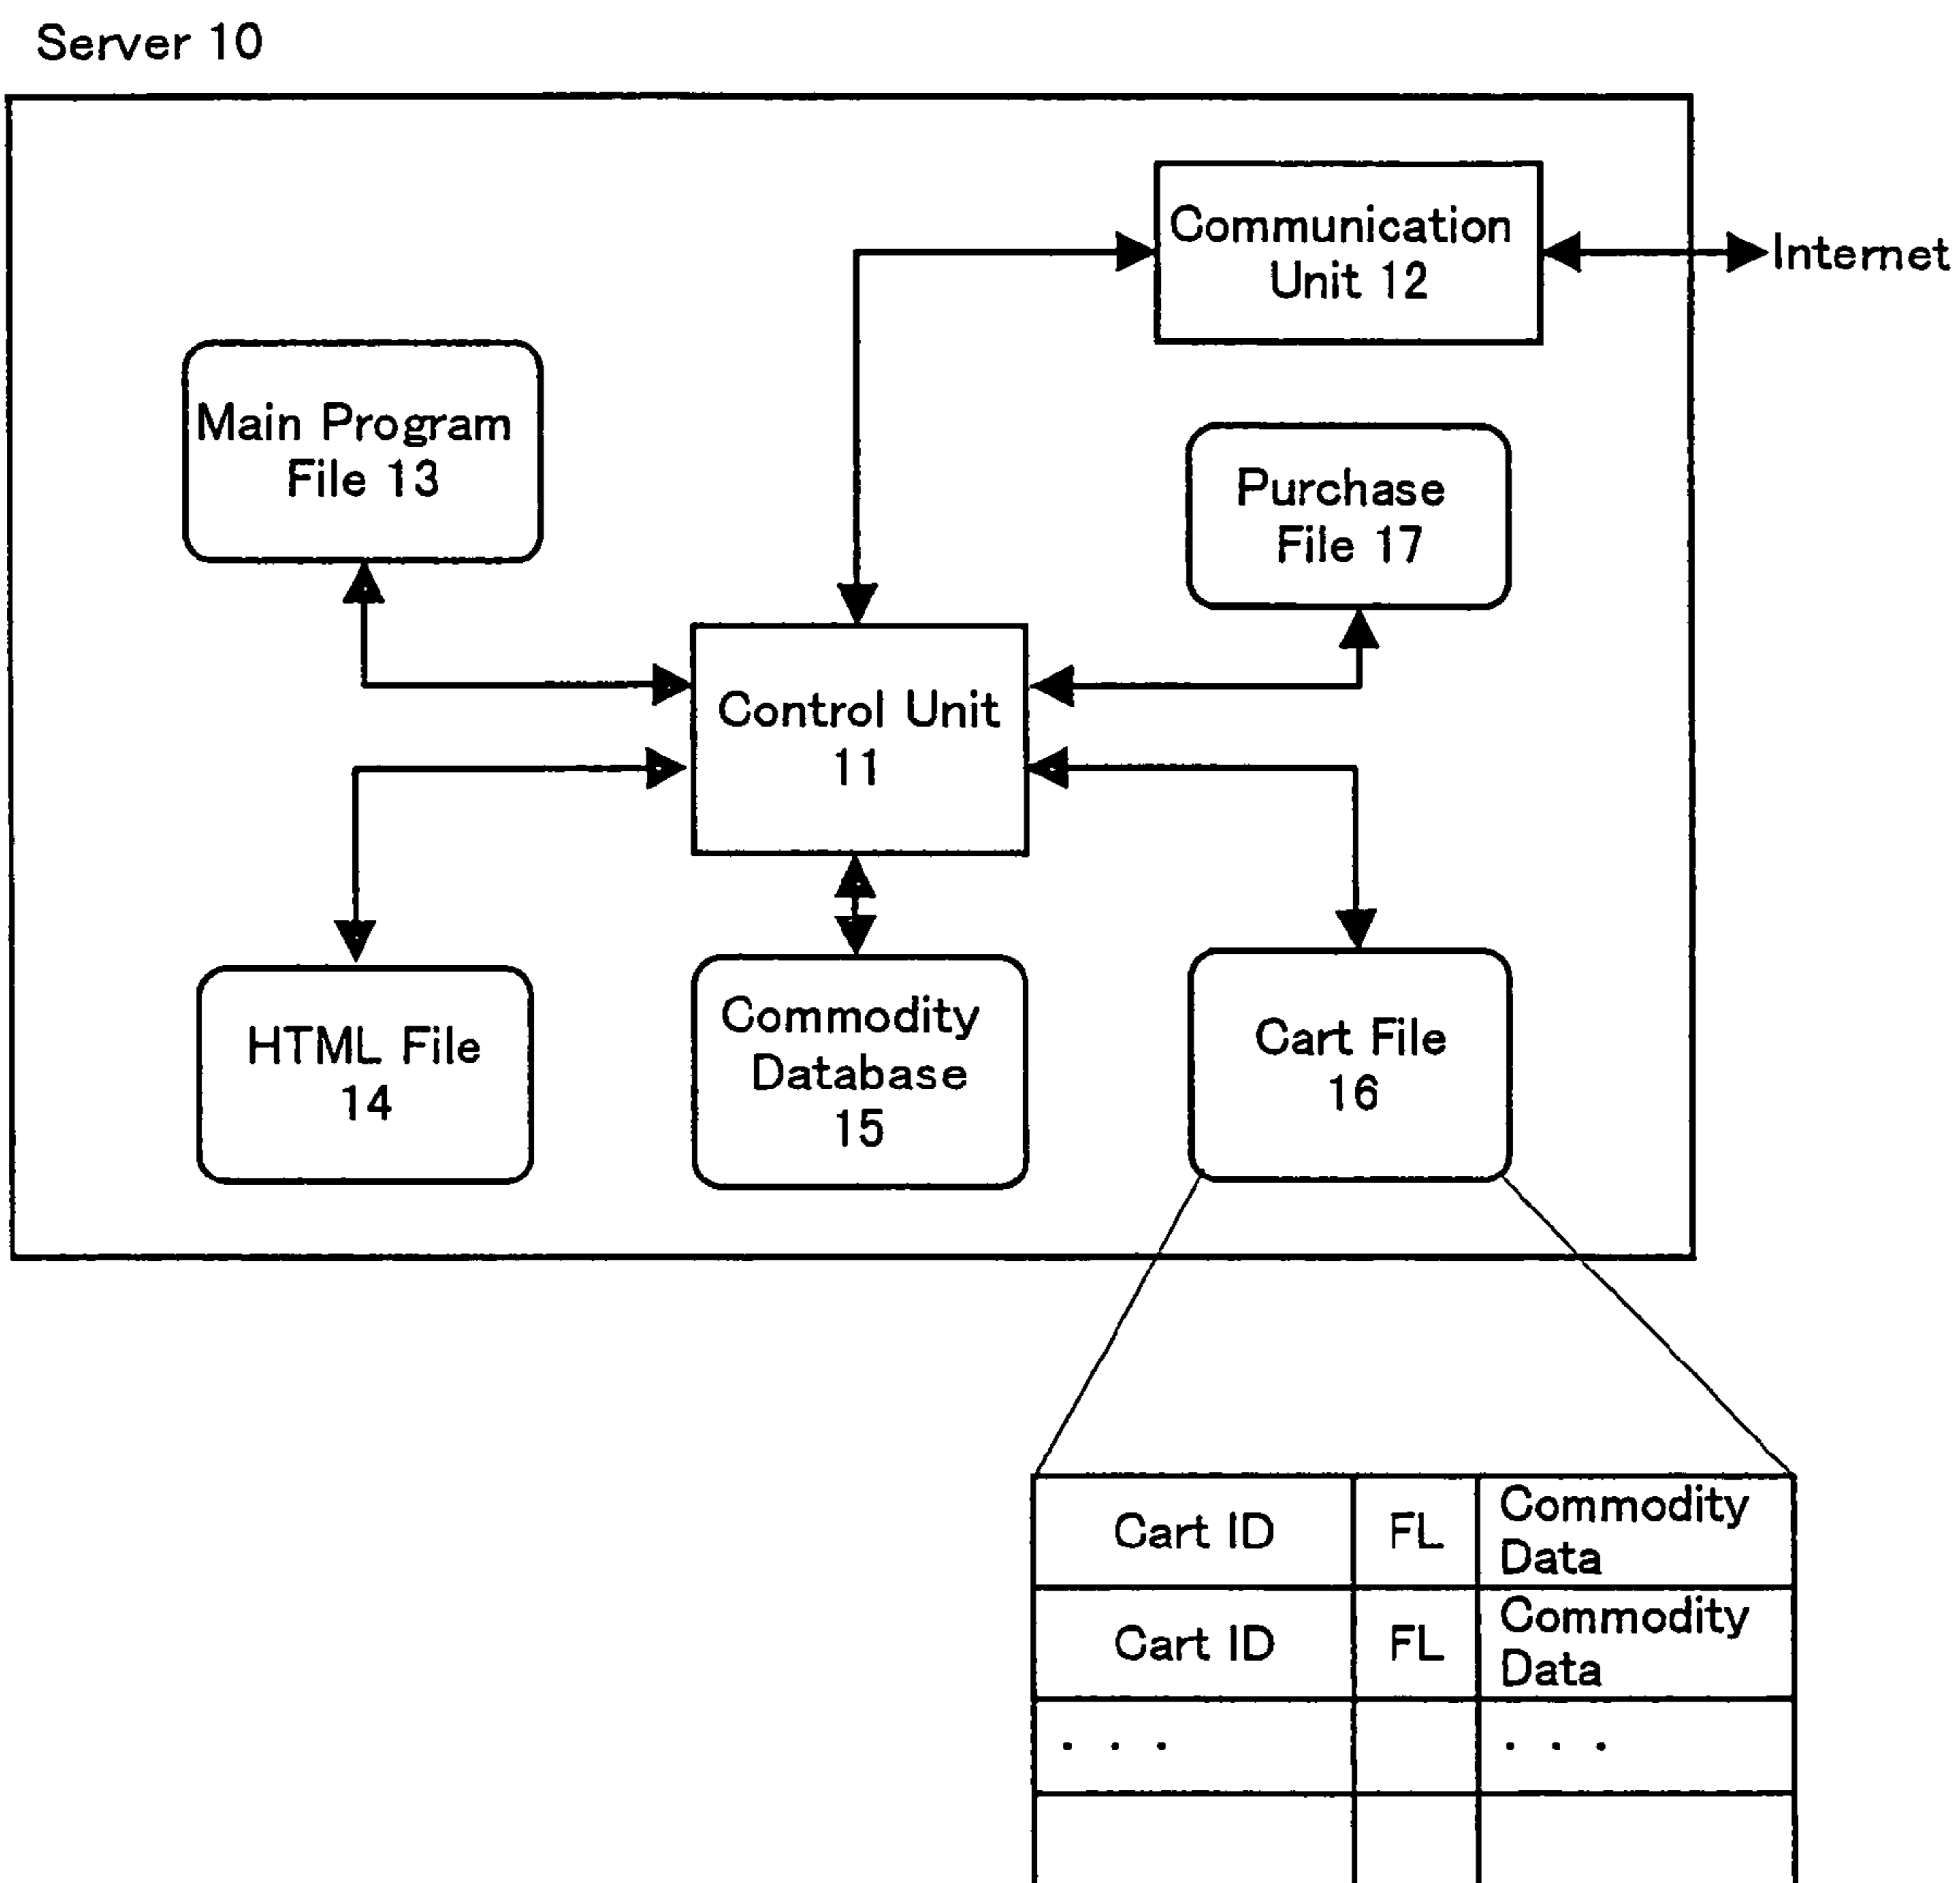 Server 10
Communication
Unit 12
Internet
Main Program
File 13
Purchase
File 17
Control Unit
11
HTML File
14
Commodity
Database
15
Cart File
16
Cart ID
FL
Commodity
Data
Cart ID
FL
Commodity
Data
. . .
. . .